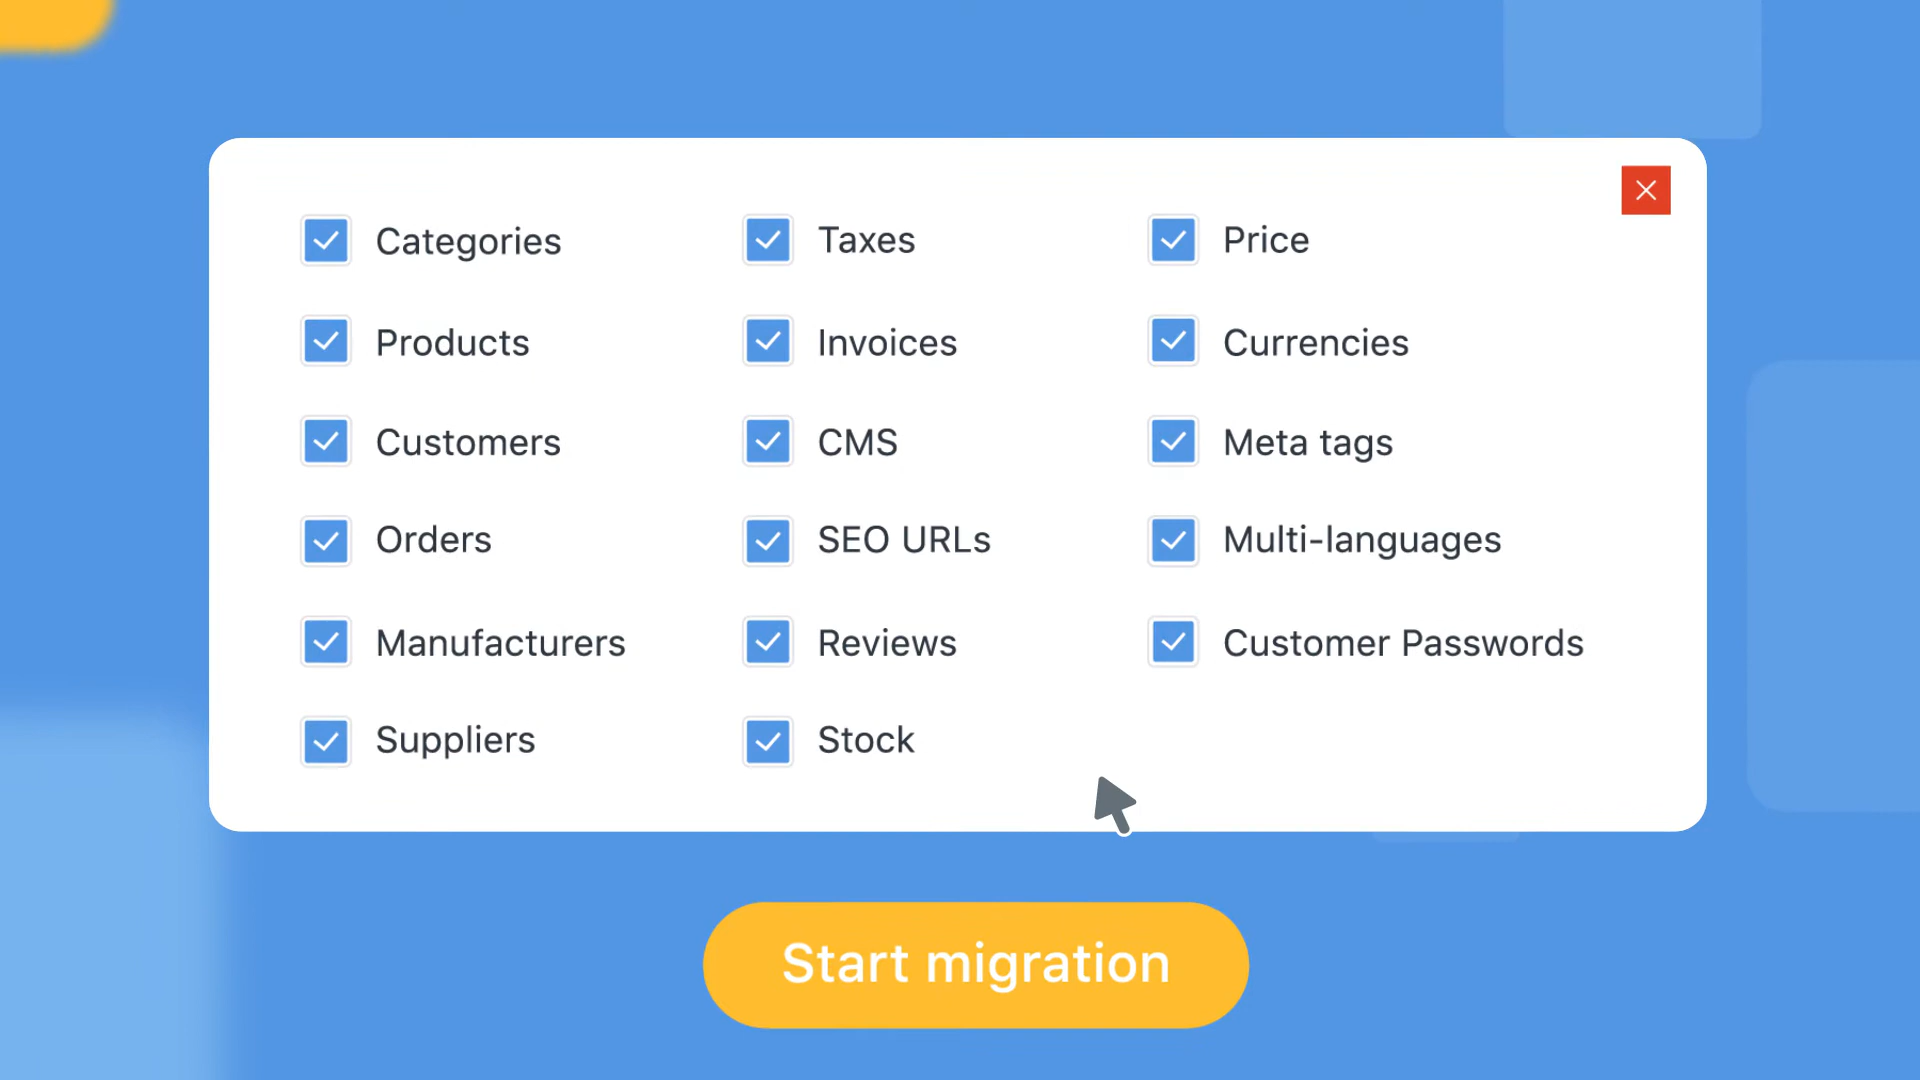 Categories
Products
Customers
Orders
Manufacturers
Suppliers
Taxes
Invoices
CMS
SEO URLs
Reviews
Stock
Price
Currencies
Meta tags
Multi-languages
Customer Passwords
Start migration